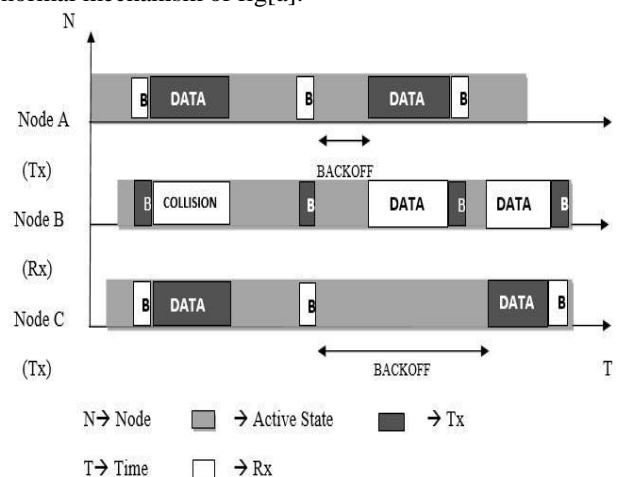 normal mechanism of fig[a].
N
B DATA B DATA B
Node A
(Tx) BACKOFF
B COLLISION B DATA B DATA B
Node B
(Rx)
B DATA B DATA B
Node C
(Tx) BACKOFF T
N→ Node → Active State → Tx
T→ Time → Rx